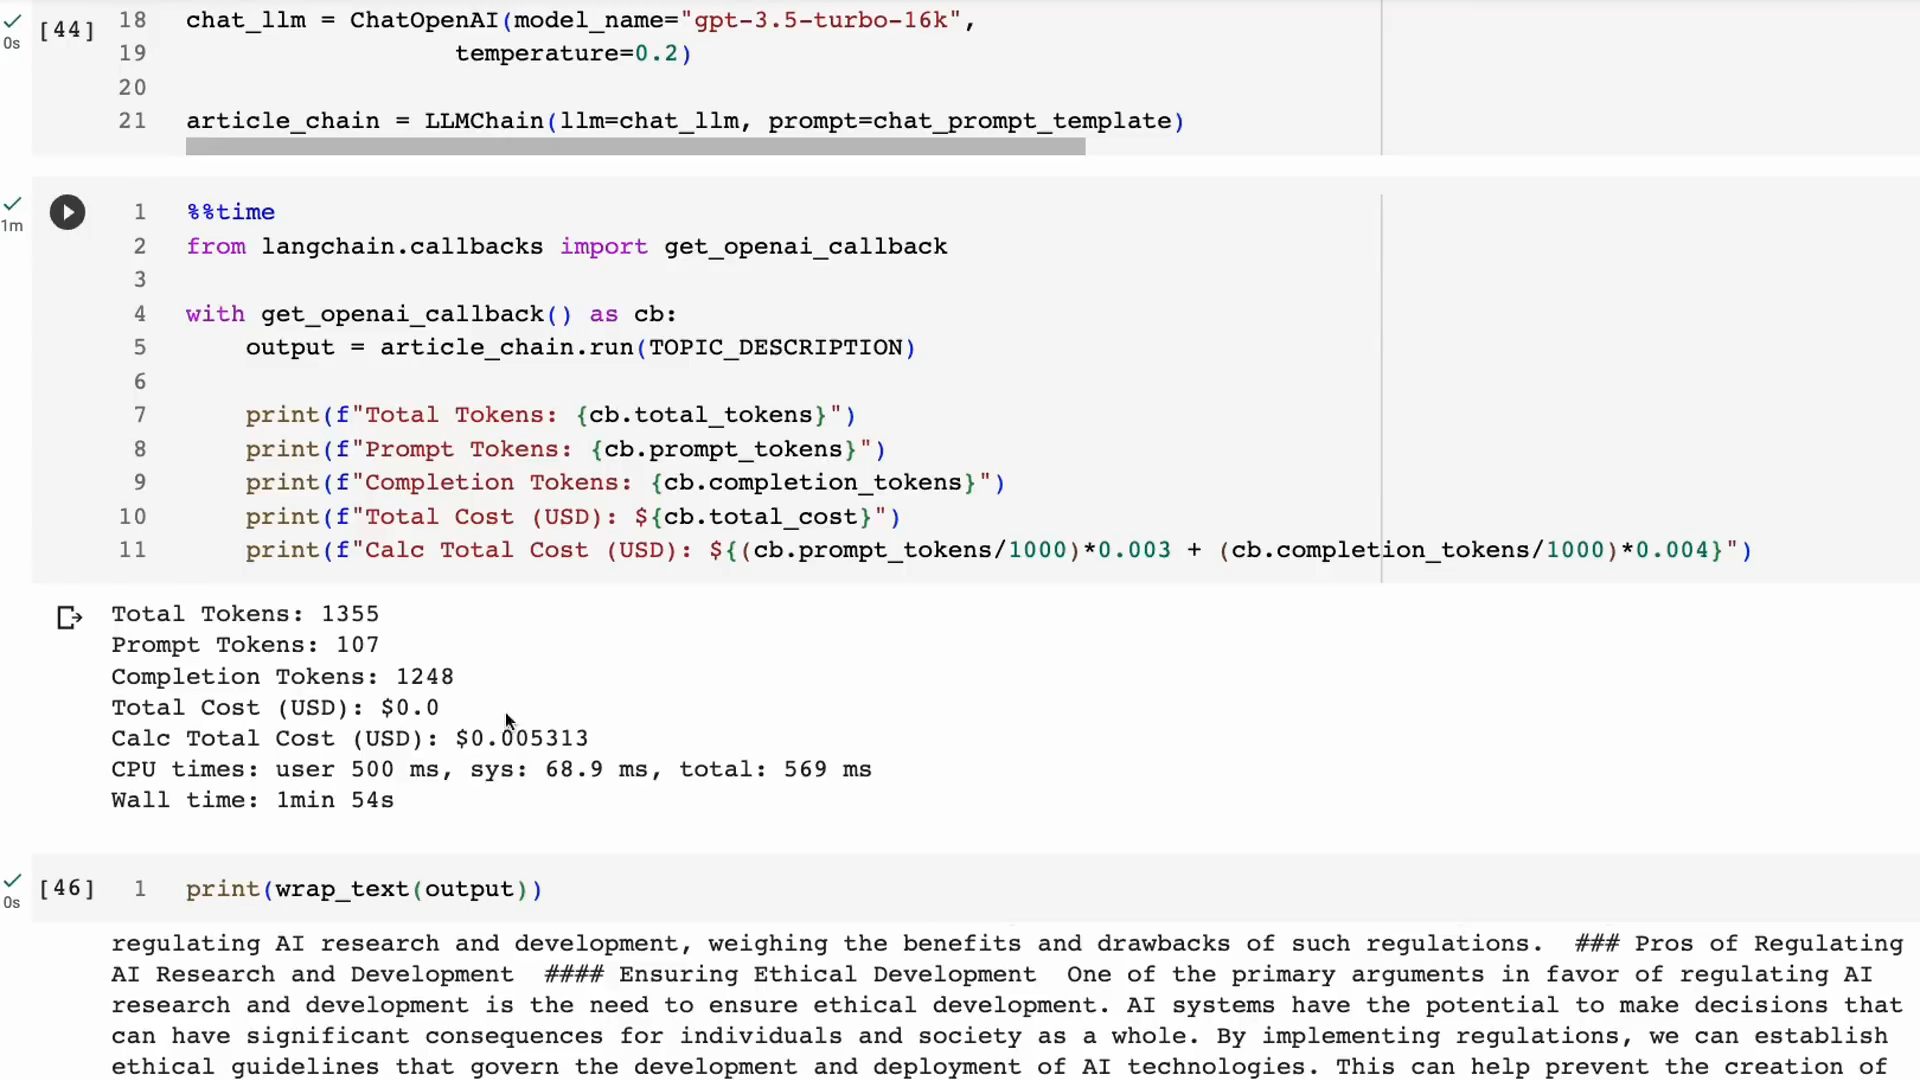 [44]
0s
18 chat_llm = ChatOpenAI(model_name="gpt-3.5-turbo-16k",
19 temperature=0.2)
20
21 article_chain = LLMChain(llm=chat_llm, prompt=chat_prompt_template)
1m
1 %%time
2 from langchain.callbacks import get_openai_callback
3
4 with get_openai_callback() as cb:
5 output = article_chain.run(TOPIC_DESCRIPTION)
6
7 print(f"Total Tokens: {cb.total_tokens}")
8 print(f"Prompt Tokens: {cb.prompt_tokens}")
9 print(f"Completion Tokens: {cb.completion_tokens}")
10 print(f"Total Cost (USD): ${cb.total_cost}")
11 print(f"Calc Total Cost (USD): ${(cb.prompt_tokens/1000)*0.003 + (cb.completion_tokens/1000)*0.004}")
Total Tokens: 1355
Prompt Tokens: 107
Completion Tokens: 1248
Total Cost (USD): $0.0
Calc Total Cost (USD): $0.005313
CPU times: user 500 ms, sys: 68.9 ms, total: 569 ms
Wall time: 1min 54s
[46] 1 print(wrap_text(output))
0s
regulating AI research and development, weighing the benefits and drawbacks of such regulations.  ### Pros of Regulating
AI Research and Development  #### Ensuring Ethical Development  One of the primary arguments in favor of regulating AI
research and development is the need to ensure ethical development. AI systems have the potential to make decisions that
can have significant consequences for individuals and society as a whole. By implementing regulations, we can establish
ethical guidelines that govern the development and deployment of AI technologies. This can help prevent the creation of